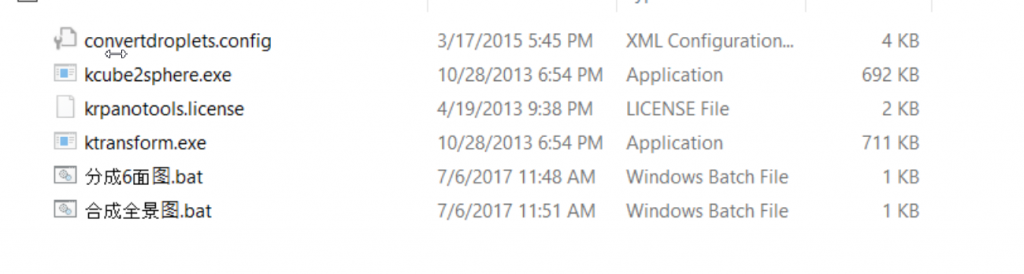 convertdroplets.config 3/17/2015 5:45 PM XML Configuration... 4 KB
kcube2sphere.exe 10/28/2013 6:54 PM Application 692 KB
krpanotools.license 4/19/2013 9:38 PM LICENSE File 2 KB
ktransform.exe 10/28/2013 6:54 PM Application 711 KB
分成6面图.bat 7/6/2017 11:48 AM Windows Batch File 1 KB
合成全景图.bat 7/6/2017 11:51 AM Windows Batch File 1 KB